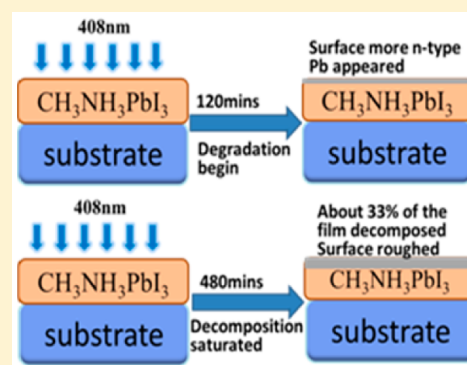 408nm
CH₃NH₃PbI₃
substrate
120mins
Degradation
begin
Surface more n-type
Pb appeared
CH₃NH₃PbI₃
substrate
408nm
CH₃NH₃PbI₃
substrate
480mins
Decomposition
saturated
About 33% of the
film decomposed
Surface roughed
CH₃NH₃PbI₃
substrate